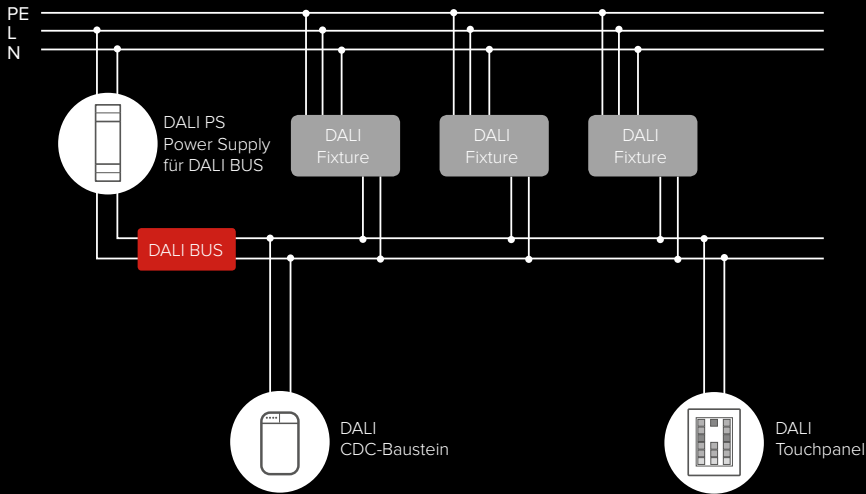 PE
L
N
DALI PS
Power Supply
für DALI BUS
DALI
Fixture
DALI
Fixture
DALI
Fixture
DALI BUS
DALI
CDC-Baustein
DALI
Touchpanel